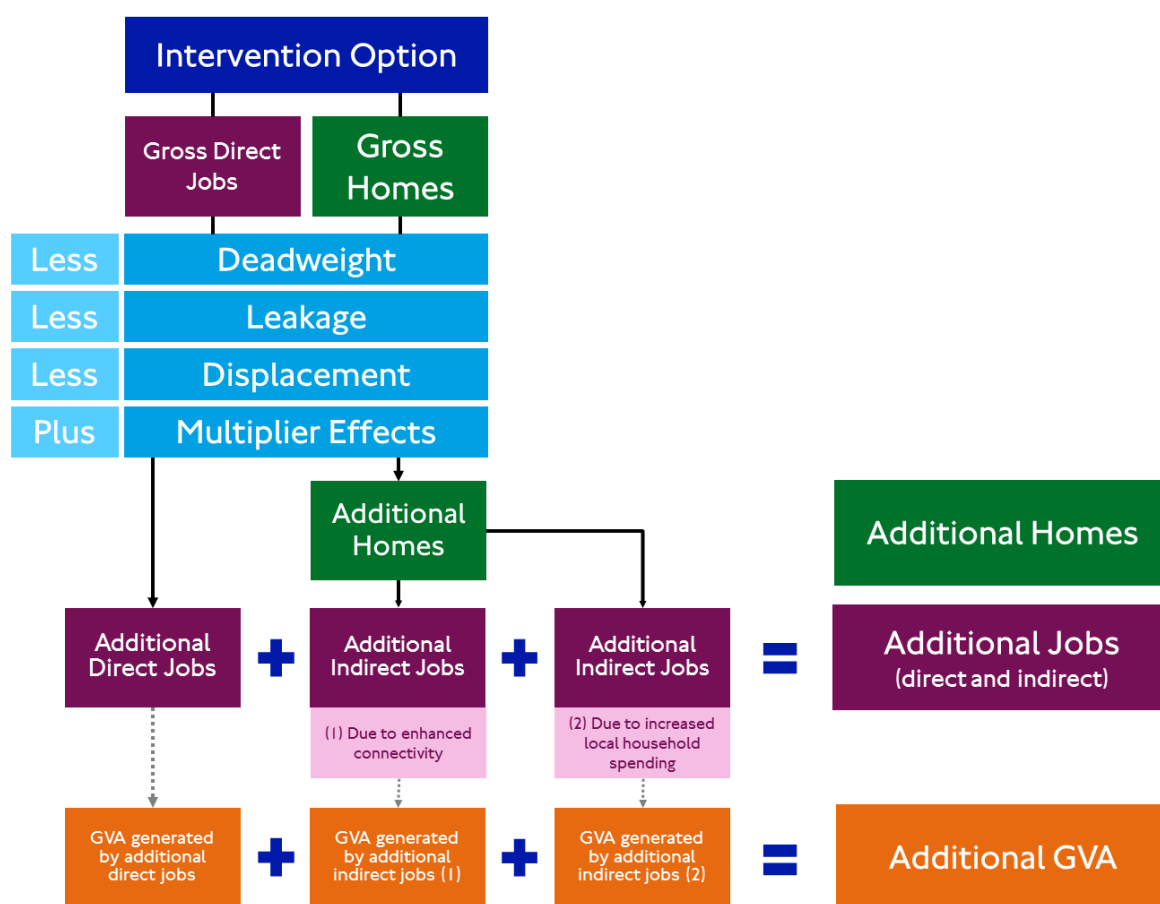 Intervention Option
Gross Direct
Jobs
Gross
Homes
Less
Deadweight
Less
Leakage
Less
Displacement
Plus
Multiplier Effects
Additional
Homes
Additional Homes
Additional
Direct Jobs
+
Additional
Indirect Jobs
+
Additional
Indirect Jobs
=
Additional Jobs
(direct and indirect)
(1) Due to enhanced
connectivity
(2) Due to increased
local household
spending
GVA generated
by additional
direct jobs
+
GVA generated
by additional
indirect jobs (1)
+
GVA generated
by additional
indirect jobs (2)
=
Additional GVA